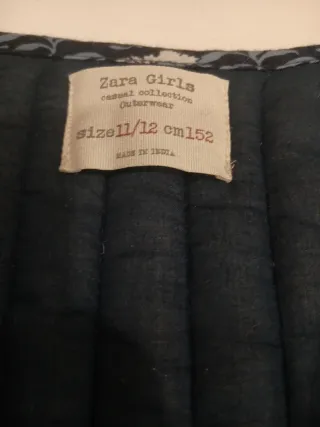 Zara Girls
casual collection
Outerwear
size11/12 cm152
MADE IN INDIA